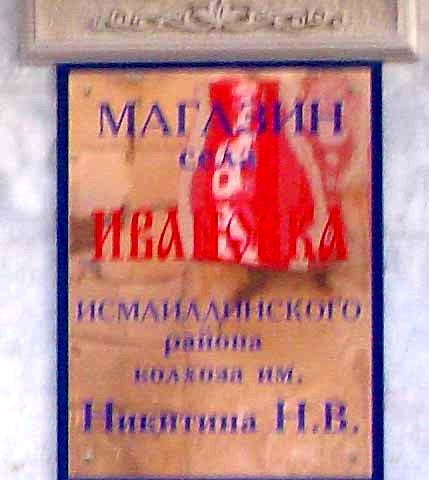 МАГАЗИН
села
ИВАНОВКА
ИСМАИЛЛИНСКОГО
района
колхоза им.
Никитина Н.В.